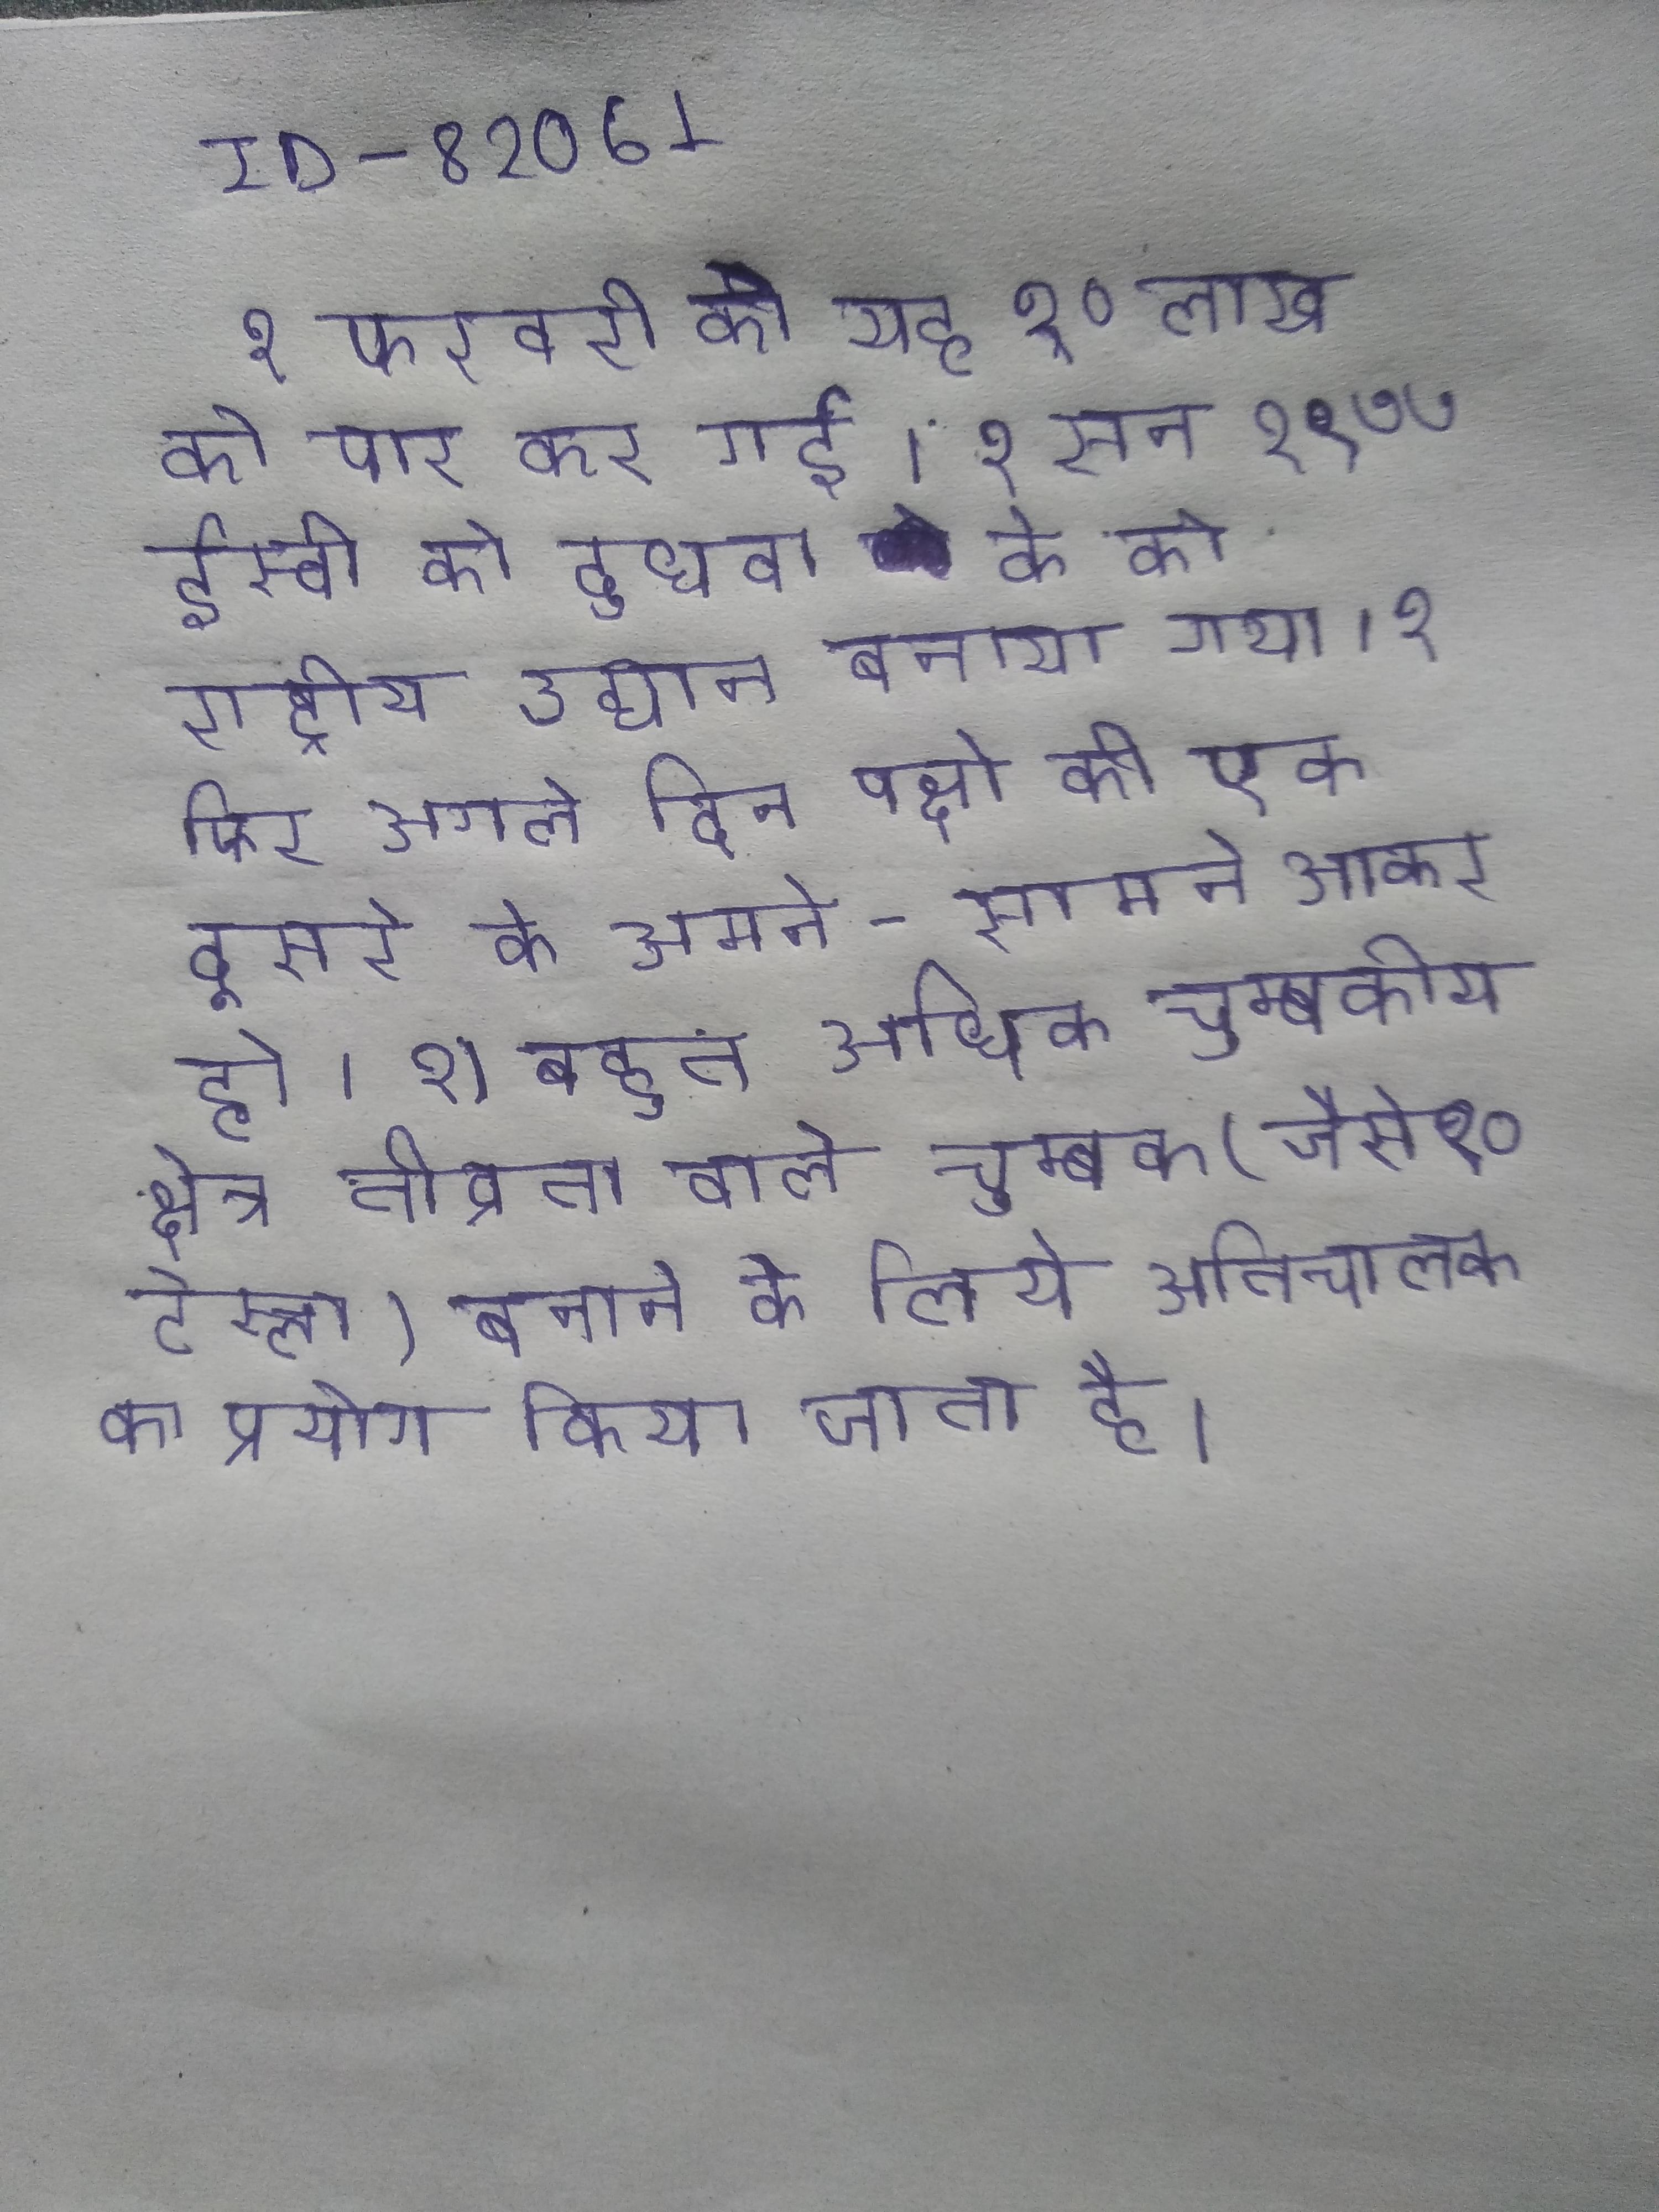 ID-82061
१ फरवरी को यह १० लाख
को पार कर गई । १ सन १९७७
ईस्वी को दुधवा के को
राष्ट्रीय उद्यान बनाया गया । १
फिर अगले दिन पक्षो की एक
दूसरे के अमने - सामने आकर
हो । १) बहुत अधिक चुम्बकीय
क्षेत्र तीव्रता वाले चुम्बक ( जैसे १०
टेस्ला ) बनाने के लिये अतिचालक
का प्रयोग किया जाता है ।